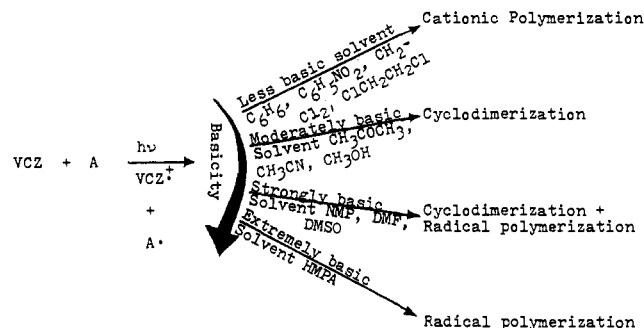 Less basic solvent
C6H6, C6H5NO2, CH2-
Cl2, ClCH2CH2Cl
Cationic Polymerization
Moderately basic
Solvent CH3COCH3,
CH3CN, CH3OH
Cyclodimerization
VCZ + A
hν
VCZ·+
+
A·
Basicity
Strongly basic
Solvent NMP, DMF,
DMSO
Cyclodimerization +
Radical polymerization
Extremely basic
Solvent HMPA
Radical polymerization